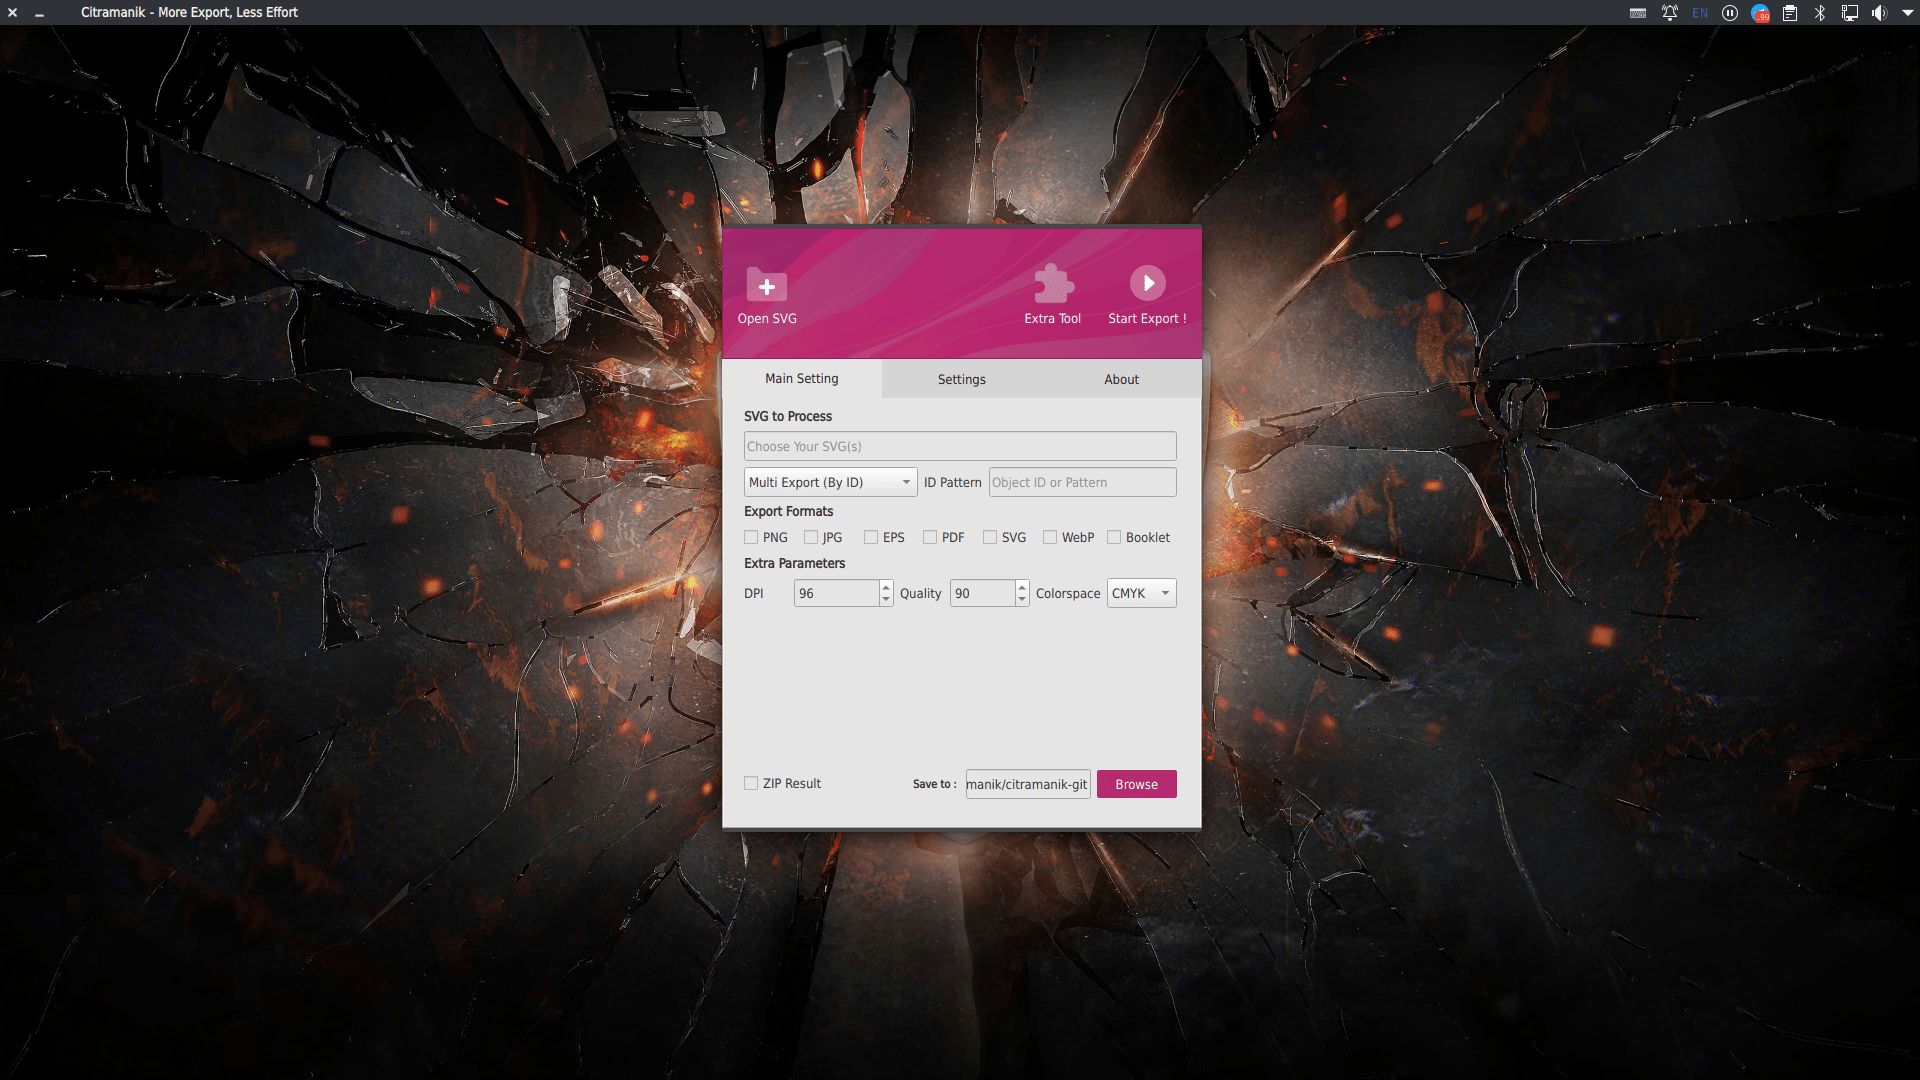 Citramanik - More Export, Less Effort
EN
99
Open SVG
Extra Tool
Start Export !
Main Setting
Settings
About
SVG to Process
Choose Your SVG(s)
Multi Export (By ID)
ID Pattern
Object ID or Pattern
Export Formats
PNG
JPG
EPS
PDF
SVG
WebP
Booklet
Extra Parameters
DPI
96
Quality
90
Colorspace
CMYK
ZIP Result
Save to :
manik/citramanik-git
Browse